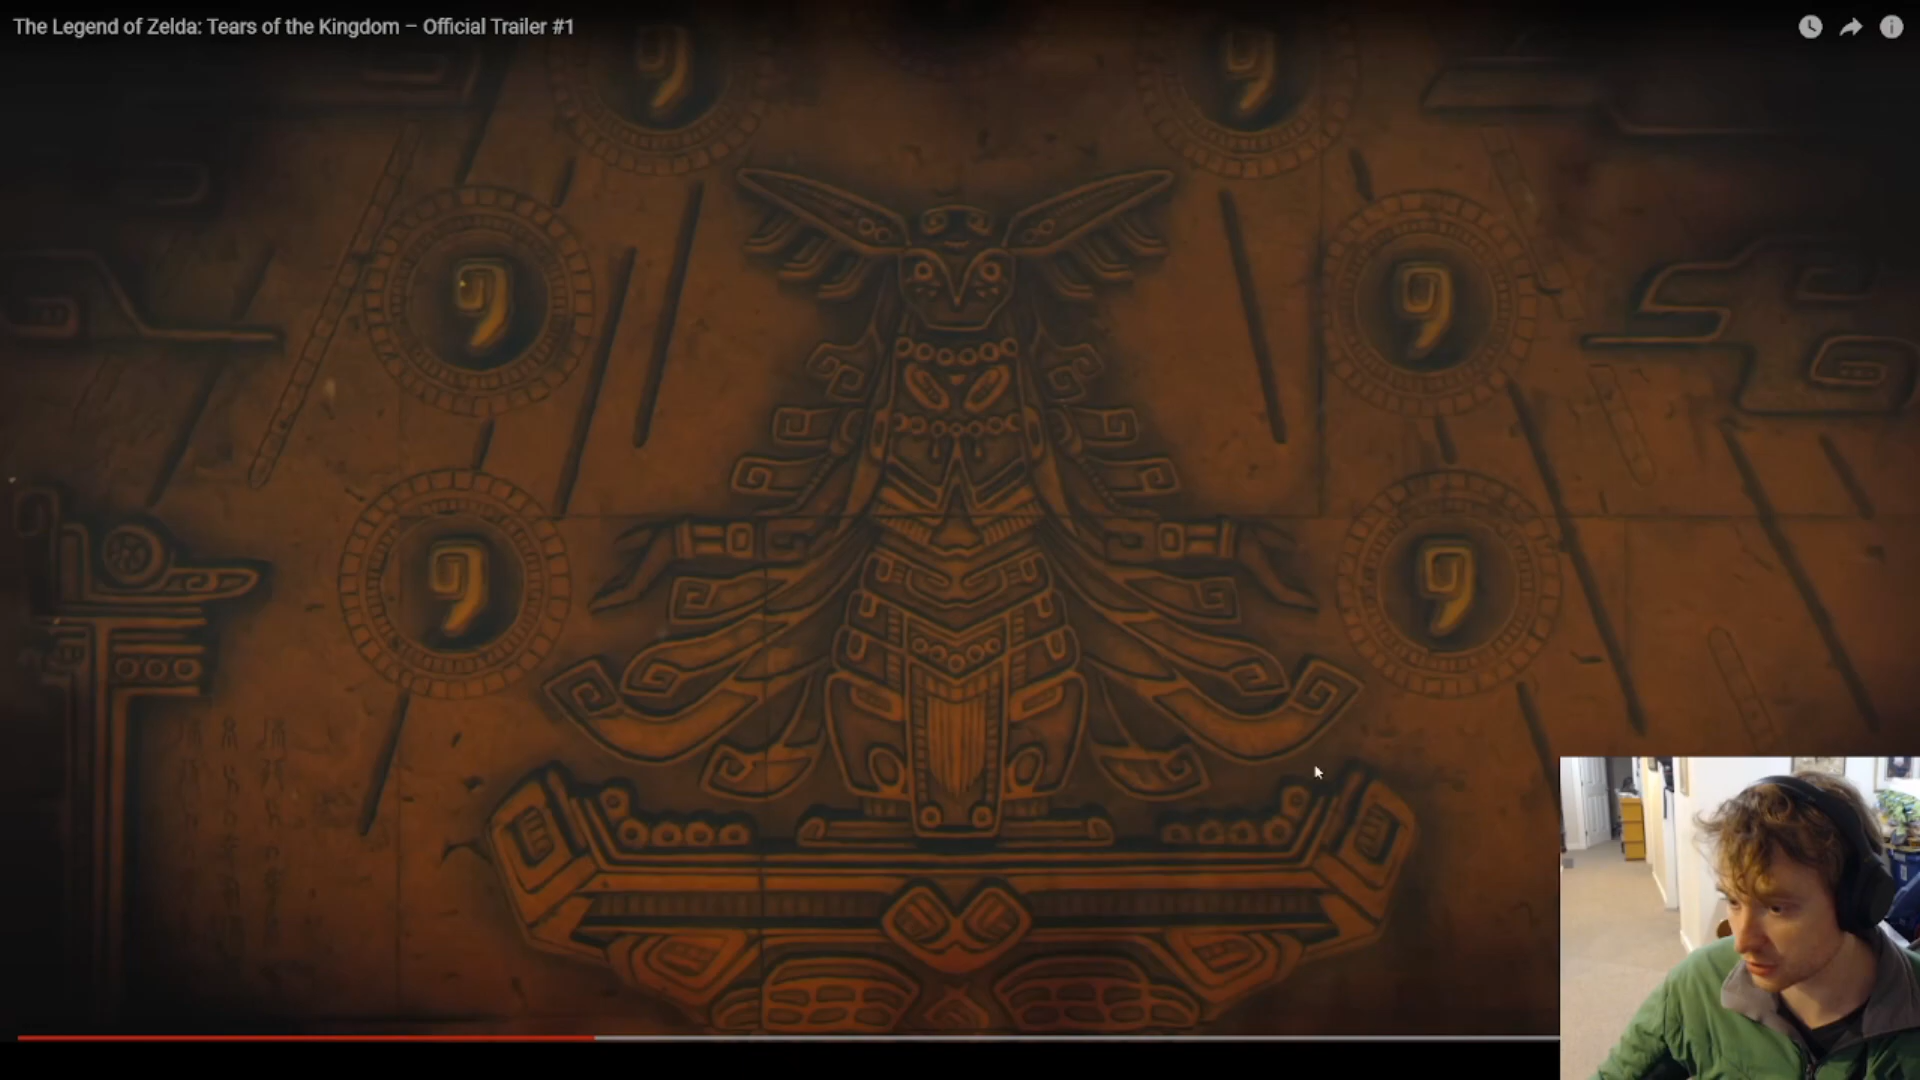 The Legend of Zelda: Tears of the Kingdom – Official Trailer #1